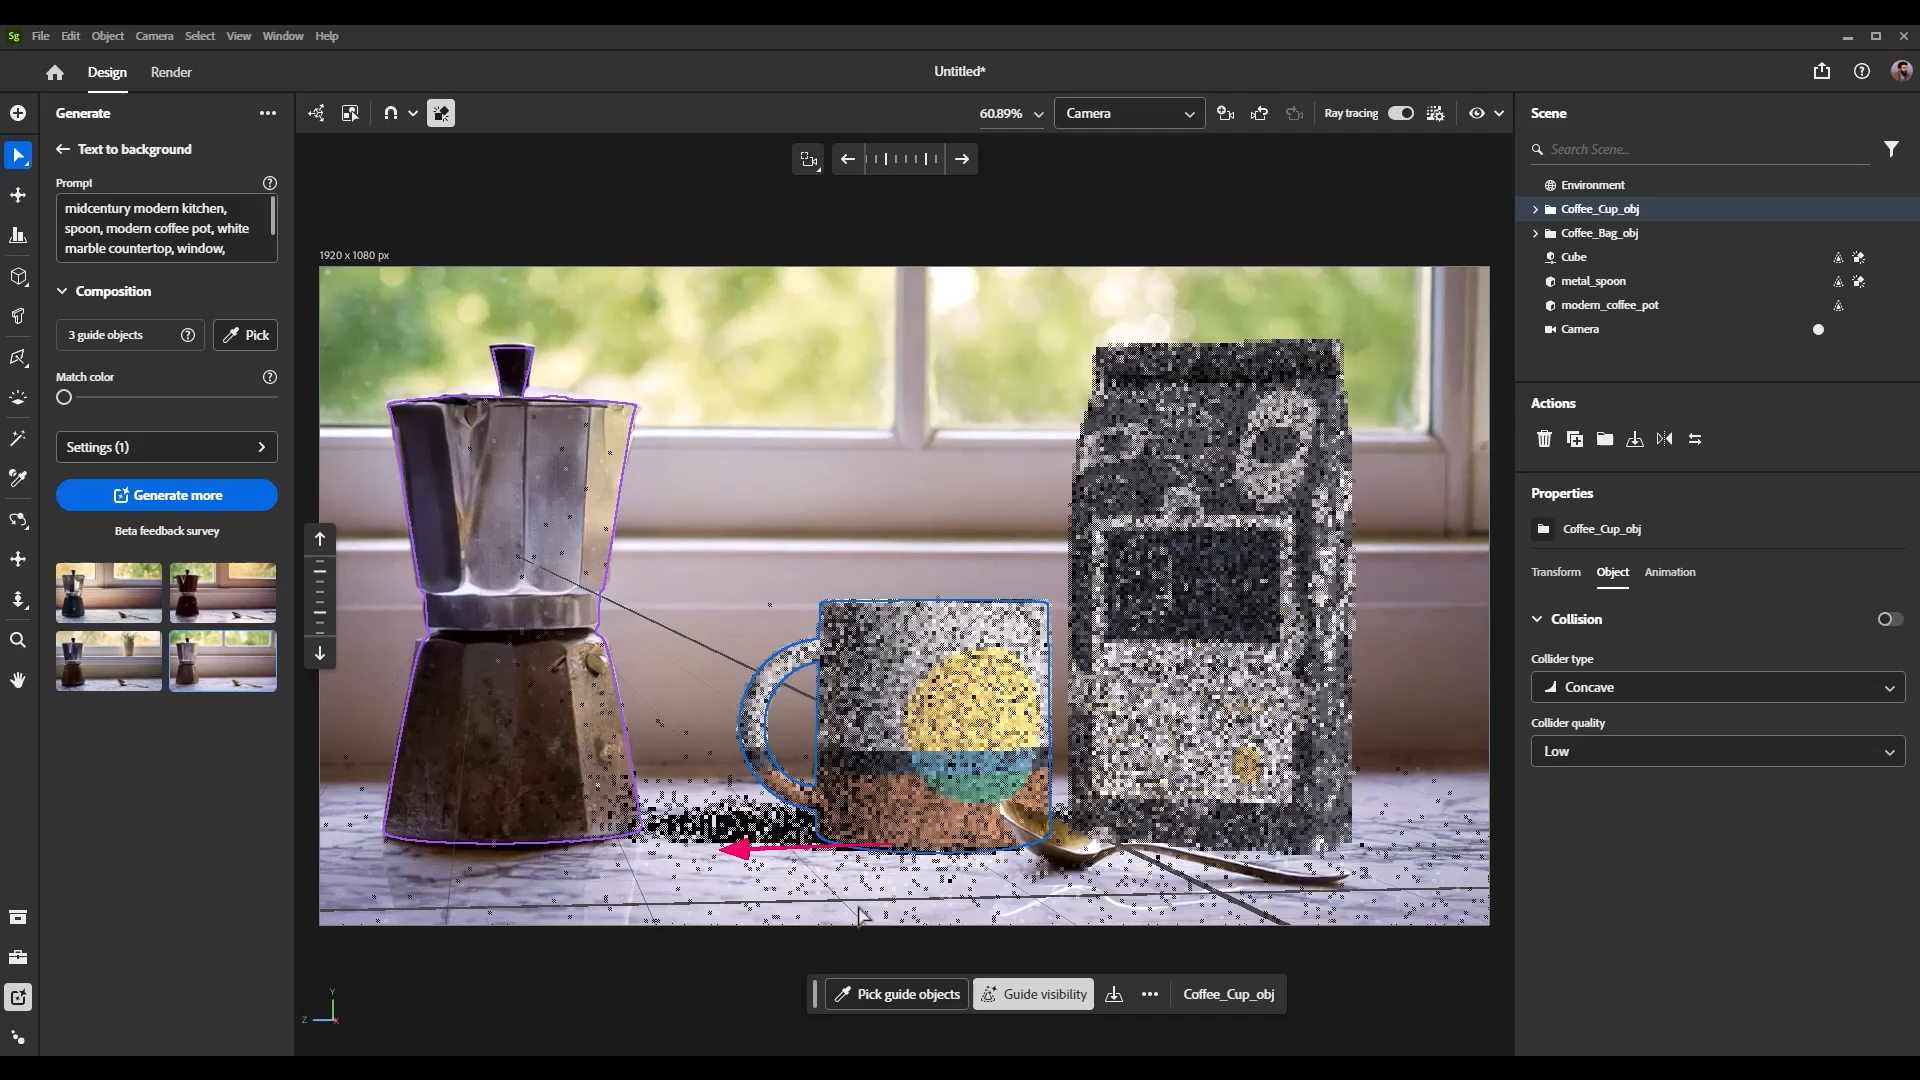 Sg File Edit Object Camera Select View Window Help
Design Render
Untitled*
Generate
Text to background
Prompt
midcentury modern kitchen,
spoon, modern coffee pot, white
marble countertop, window,
Composition
3 guide objects
Pick
Match color
Settings (1)
Generate more
Beta feedback survey
60.89%
Camera
Ray tracing
1920 x 1080 px
Y
Z
X
Pick guide objects
Guide visibility
Coffee_Cup_obj
Scene
Search Scene...
Environment
Coffee_Cup_obj
Coffee_Bag_obj
Cube
metal_spoon
modern_coffee_pot
Camera
Actions
Properties
Coffee_Cup_obj
Transform Object Animation
Collision
Collider type
Concave
Collider quality
Low